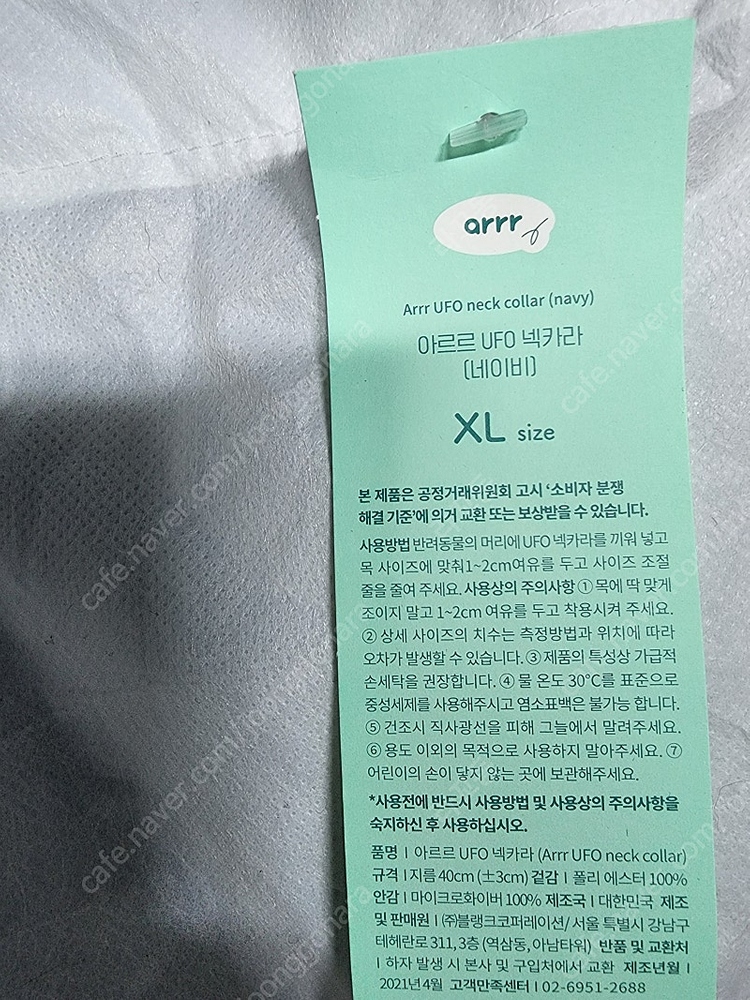 arrr
Arrr UFO neck collar (navy)
아르르 UFO 넥카라
(네이비)
XL size
본 제품은 공정거래위원회 고시 '소비자 분쟁
해결 기준'에 의거 교환 또는 보상받을 수 있습니다.
사용방법 반려동물의 머리에 UFO 넥카라를 끼워 넣고
목 사이즈에 맞춰1~2cm여유를 두고 사이즈 조절
줄을 줄여 주세요. 사용상의 주의사항 ① 목에 딱 맞게
조이지 말고 1~2cm 여유를 두고 착용시켜 주세요.
② 상세 사이즈의 치수는 측정방법과 위치에 따라
오차가 발생할 수 있습니다. ③ 제품의 특성상 가급적
손세탁을 권장합니다. ④ 물 온도 30℃를 표준으로
중성세제를 사용해주시고 염소표백은 불가능 합니다.
⑤ 건조시 직사광선을 피해 그늘에서 말려주세요.
⑥ 용도 이외의 목적으로 사용하지 말아주세요. ⑦
어린이의 손이 닿지 않는 곳에 보관해주세요.
*사용전에 반드시 사용방법 및 사용상의 주의사항을
숙지하신 후 사용하십시오.
품명 | 아르르 UFO 넥카라 (Arrr UFO neck collar)
규격 | 지름 40cm (±3cm) 겉감 | 폴리 에스터 100%
안감 | 마이크로화이버 100% 제조국 | 대한민국 제조
및 판매원 | (주)블랭크코퍼레이션/ 서울 특별시 강남구
테헤란로 311, 3층 (역삼동, 아남타워) 반품 및 교환처
| 하자 발생 시 본사 및 구입처에서 교환 제조년월 |
2021년 4월 고객만족센터 | 02-6951-2688
cafe.naver.com/joonggonara